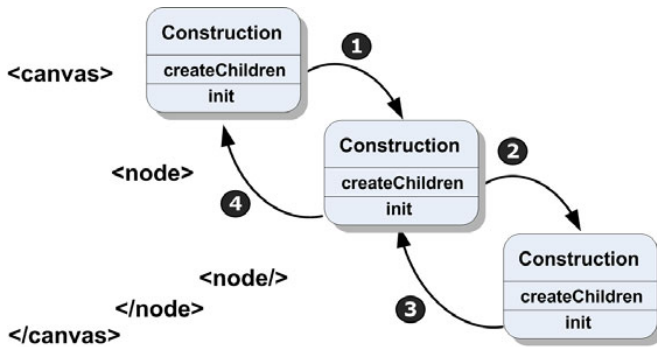 Construction
1
<canvas>
createChildren
init
Construction
2
<node>
createChildren
4
init
Construction
<node/>
createChildren
</node>
3
init
</canvas>